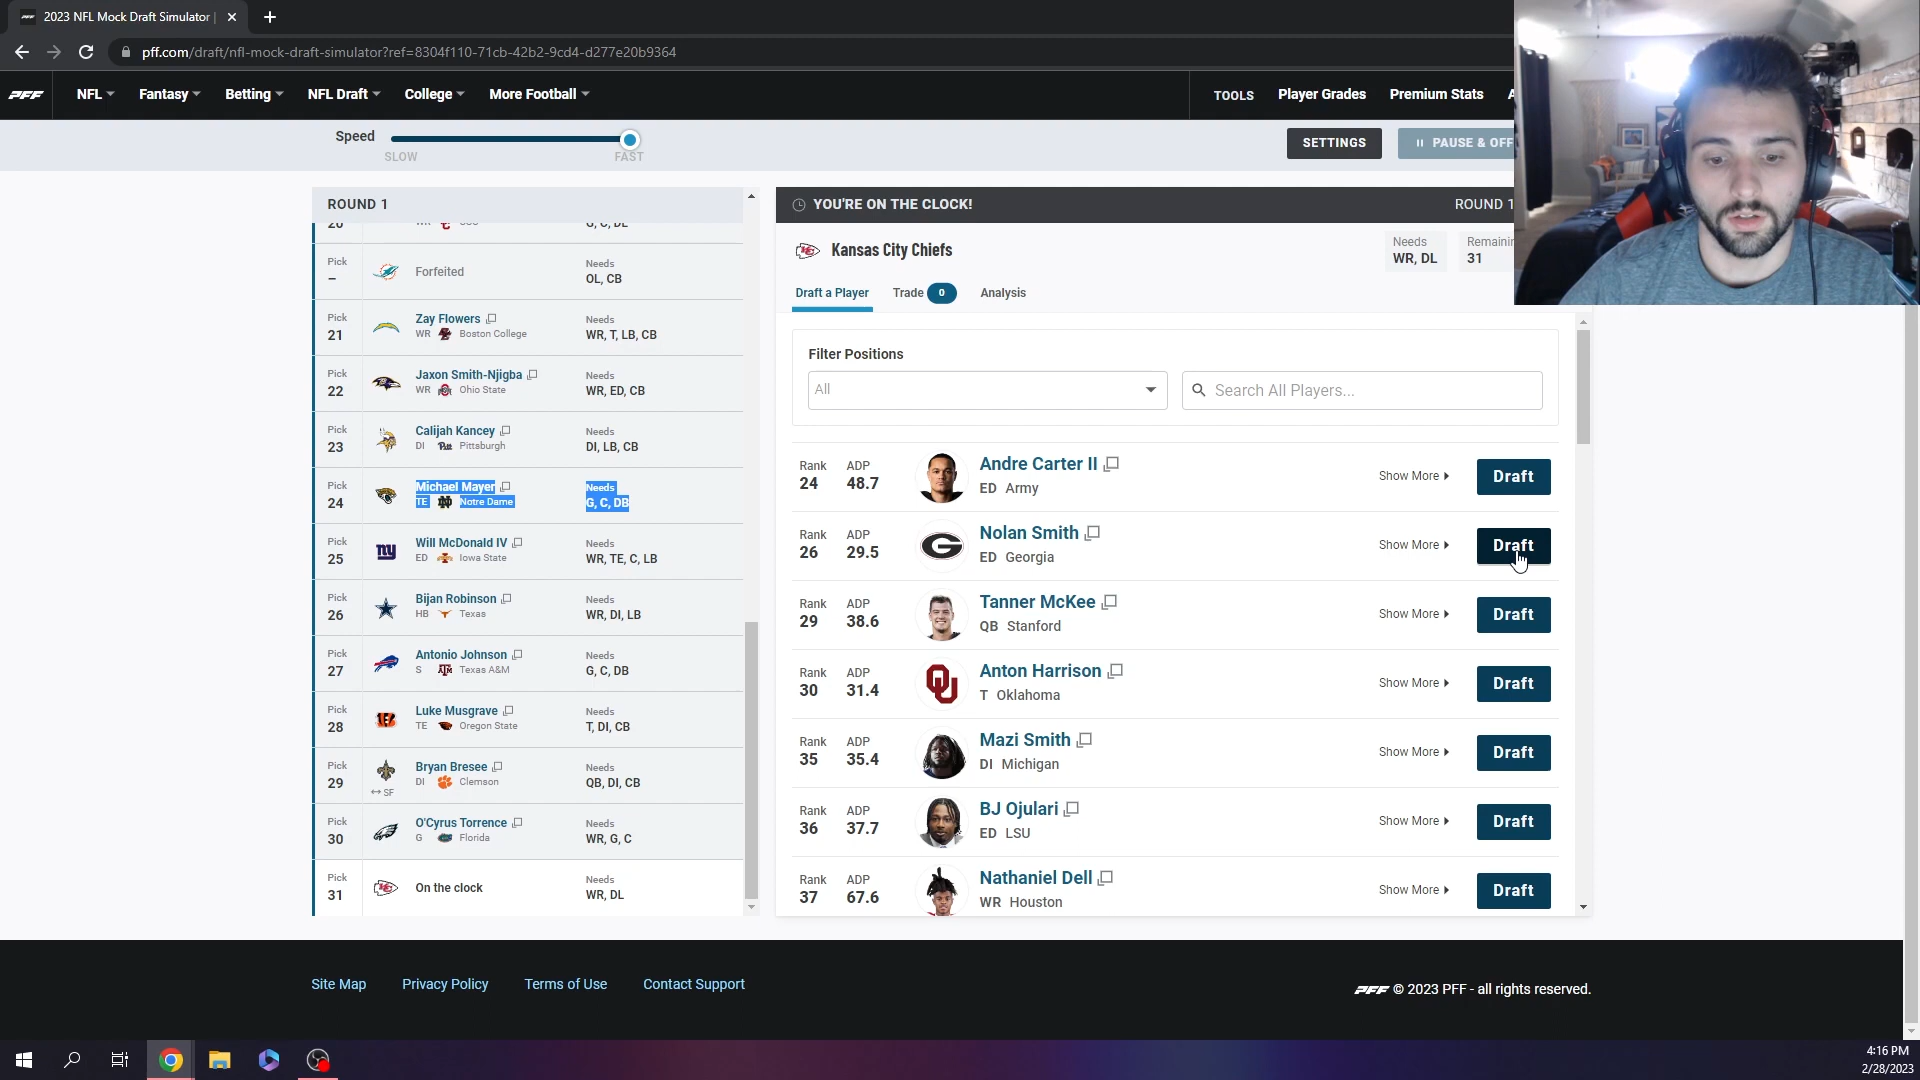 2023 NFL Mock Draft Simulator |
pff.com/draft/nfl-mock-draft-simulator?ref=8304f110-71cb-42b2-9cd4-d277e20b9364
PFF NFL Fantasy Betting NFL Draft College More Football TOOLS Player Grades Premium Stats A
Speed
SLOW FAST
SETTINGS PAUSE & OFF
ROUND 1
20 WR G, C, DL
Pick – Forfeited Needs OL, CB
Pick 21 Zay Flowers WR Boston College Needs WR, T, LB, CB
Pick 22 Jaxon Smith-Njigba WR Ohio State Needs WR, ED, CB
Pick 23 Calijah Kancey DI Pitt Pittsburgh Needs DI, LB, CB
Pick 24 Michael Mayer TE Notre Dame Needs G, C, DB
Pick 25 ny Will McDonald IV ED Iowa State Needs WR, TE, C, LB
Pick 26 Bijan Robinson HB Texas Needs WR, DI, LB
Pick 27 Antonio Johnson S Texas A&M Needs G, C, DB
Pick 28 Luke Musgrave TE Oregon State Needs T, DI, CB
Pick 29 ↔ SF Bryan Bresee DI Clemson Needs QB, DI, CB
Pick 30 O'Cyrus Torrence G Florida Needs WR, G, C
Pick 31 On the clock Needs WR, DL
YOU'RE ON THE CLOCK! ROUND 1
Kansas City Chiefs
Needs WR, DL
Remainin 31
Draft a Player Trade 0 Analysis
Filter Positions
All Search All Players...
Rank 24 ADP 48.7 Andre Carter II ED Army Show More Draft
Rank 26 ADP 29.5 Nolan Smith ED Georgia Show More Draft
Rank 29 ADP 38.6 Tanner McKee QB Stanford Show More Draft
Rank 30 ADP 31.4 Anton Harrison T Oklahoma Show More Draft
Rank 35 ADP 35.4 Mazi Smith DI Michigan Show More Draft
Rank 36 ADP 37.7 BJ Ojulari ED LSU Show More Draft
Rank 37 ADP 67.6 Nathaniel Dell WR Houston Show More Draft
Site Map Privacy Policy Terms of Use Contact Support
PFF © 2023 PFF - all rights reserved.
4:16 PM
2/28/2023